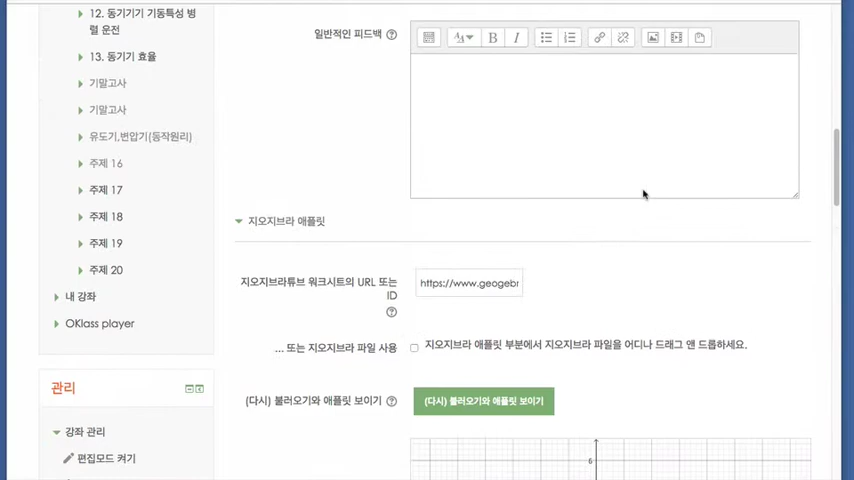 12. 동기기기 기동특성 병
렬 운전
13. 동기기 효율
기말고사
기말고사
유도기,변압기(동작원리)
주제 16
주제 17
주제 18
주제 19
주제 20
내 강좌
OKlass player
관리
강좌 관리
편집모드 켜기
일반적인 피드백
지오지브라 애플릿
지오지브라튜브 워크시트의 URL 또는
ID
https://www.geogebr
... 또는 지오지브라 파일 사용
지오지브라 애플릿 부분에서 지오지브라 파일을 어디나 드래그 앤 드롭하세요.
(다시) 불러오기와 애플릿 보이기
(다시) 불러오기와 애플릿 보이기
6